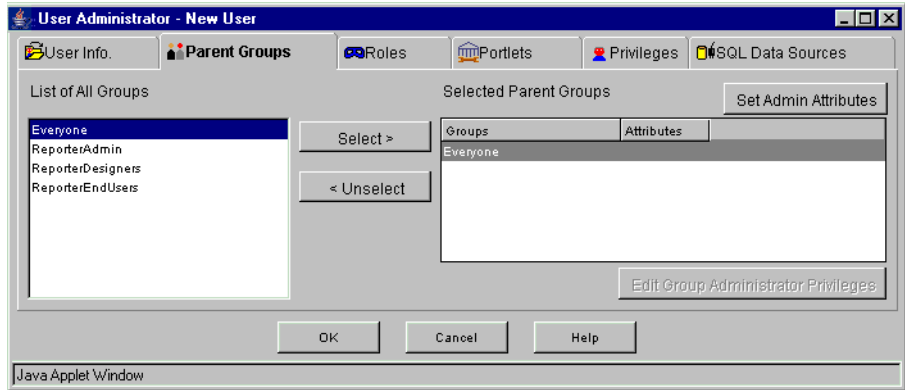 User Administrator - New User
User Info. Parent Groups Roles Portlets Privileges SQL Data Sources
List of All Groups Selected Parent Groups Set Admin Attributes
Everyone
ReporterAdmin
ReporterDesigners
ReporterEndUsers
Select >
< Unselect
Groups Attributes
Everyone
Edit Group Administrator Privileges
OK Cancel Help
Java Applet Window